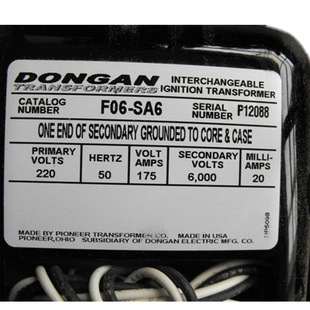 DONGAN INTERCHANGEABLE
TRANSFORMERS IGNITION TRANSFORMER
CATALOG NUMBER F06-SA6 SERIAL NUMBER P12088
ONE END OF SECONDARY GROUNDED TO CORE & CASE
PRIMARY VOLTS HERTZ VOLT AMPS SECONDARY VOLTS MILLI-AMPS
220 50 175 6,000 20
MADE BY PIONEER TRANSFORMER CO. MADE IN USA
PIONEER, OHIO SUBSIDIARY OF DONGAN ELECTRIC MFG. CO.